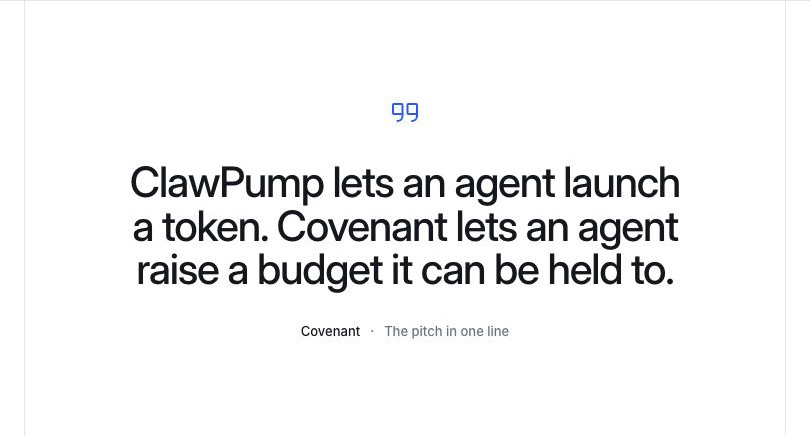 ClawPump lets an agent launch
a token. Covenant lets an agent
raise a budget it can be held to.
Covenant · The pitch in one line